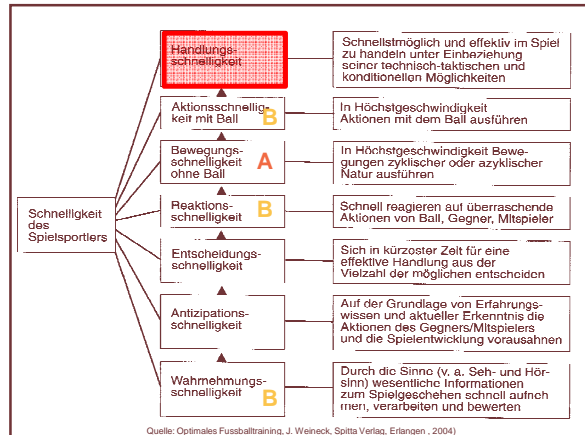 Handlungs-
schnelligkeit
Schnellstmöglich und effektiv im Spiel
zu handeln unter Einbeziehung
seiner technisch-taktischen und
konditionellen Möglichkeiten
Aktionsschnellig-
keit mit Ball
B
In Höchstgeschwindigkeit
Aktionen mit dem Ball ausführen
Bewegungs-
schnelligkeit
ohne Ball
A
In Höchstgeschwindigkeit Bewe-
gungen zyklischer oder azyklischer
Natur ausführen
Schnelligkeit
des
Spielsportlers
Reaktions-
schnelligkeit
B
Schnell reagieren auf überraschende
Aktionen von Ball, Gegner, Mitspieler
Entscheidungs-
schnelligkeit
Sich in kürzester Zeit für eine
effektive Handlung aus der
Vielzahl der möglichen entscheiden
Antizipations-
schnelligkeit
Auf der Grundlage von Erfahrungs-
wissen und aktueller Erkenntnis die
Aktionen des Gegners/Mitspielers
und die Spielentwicklung vorausahnen
Wahrnehmungs-
schnelligkeit
B
Durch die Sinne (v. a. Seh- und Hör-
sinn) wesentliche Informationen
zum Spielgeschehen schnell aufneh-
men, verarbeiten und bewerten
Quelle: Optimales Fussballtraining, J. Weineck, Spitta Verlag, Erlangen , 2004)